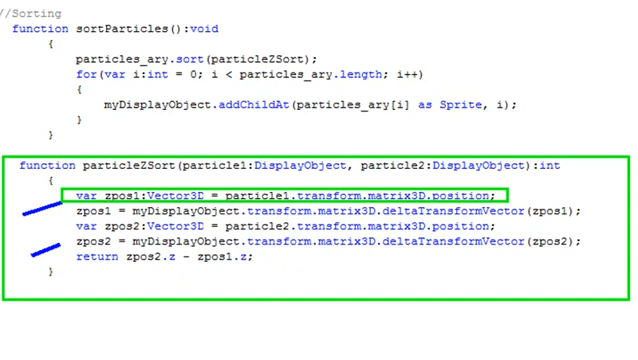 //Sorting
function sortParticles():void
{
particles_ary.sort(particleZSort);
for(var i:int = 0; i < particles_ary.length; i++)
{
myDisplayObject.addChildAt(particles_ary[i] as Sprite, i);
}
}
function particleZSort(particle1:DisplayObject, particle2:DisplayObject):int
{
var zpos1:Vector3D = particle1.transform.matrix3D.position;
zpos1 = myDisplayObject.transform.matrix3D.deltaTransformVector(zpos1);
var zpos2:Vector3D = particle2.transform.matrix3D.position;
zpos2 = myDisplayObject.transform.matrix3D.deltaTransformVector(zpos2);
return zpos2.z - zpos1.z;
}